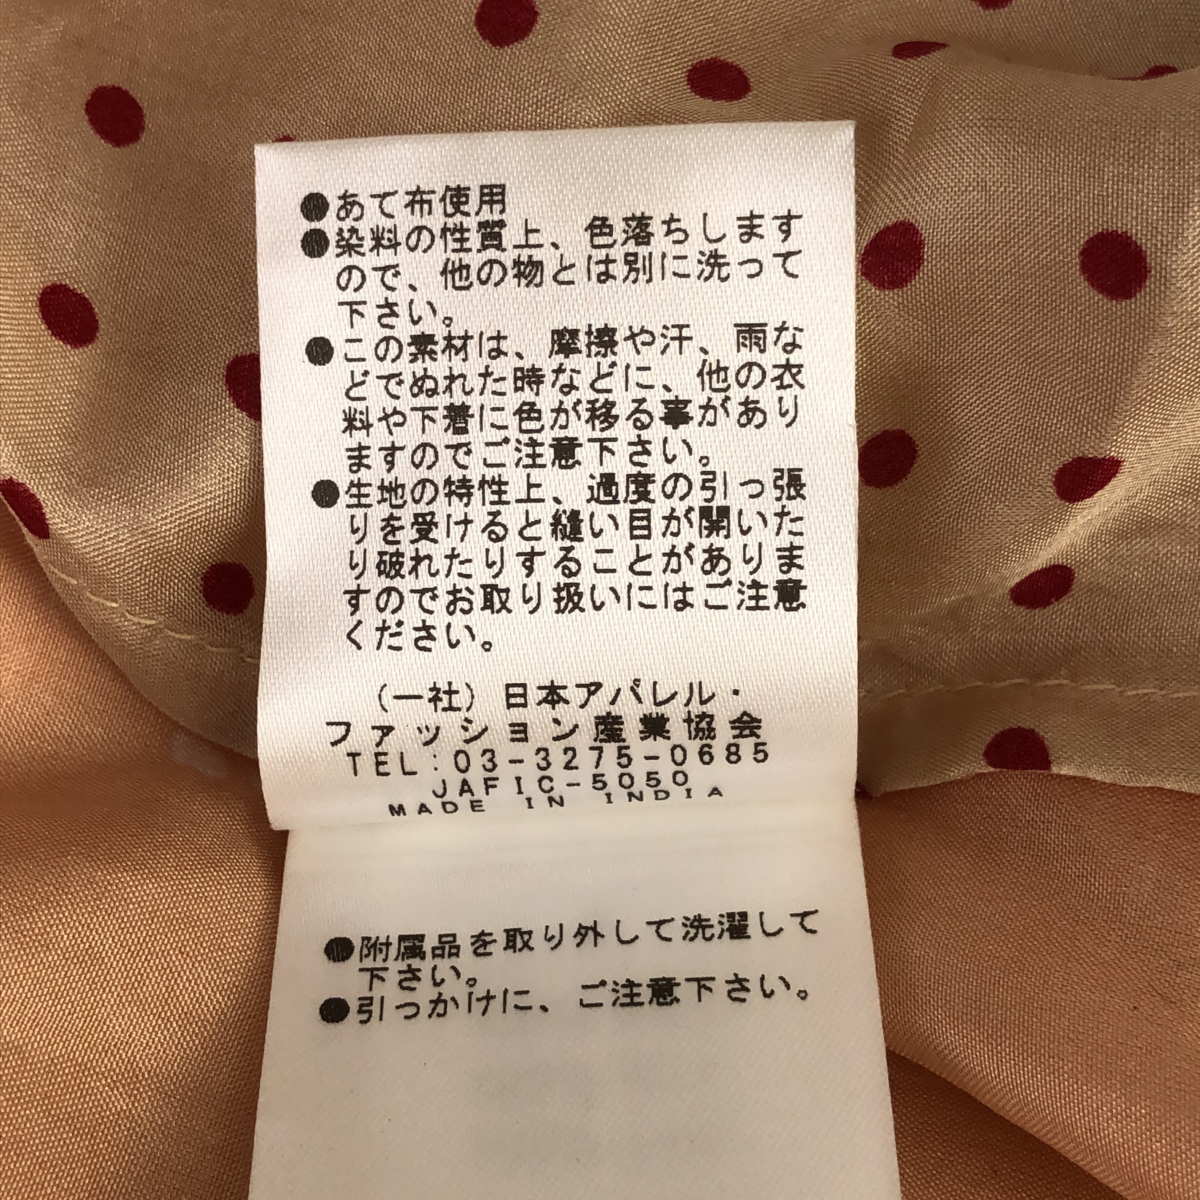 ●あて布使用
●染料の性質上、色落ちします
ので、他の物とは別に洗って
下さい。
●この素材は、摩擦や汗、雨な
どでぬれた時などに、他の衣
料や下着に色が移る事があり
ますのでご注意下さい。
●生地の特性上、過度の引っ張
りを受けると縫い目が開いた
り破れたりすることがありま
すのでお取り扱いにはご注意
ください。
（一社）日本アパレル・
ファッション産業協会
TEL:03-3275-0685
JAFIC-5050
MADE IN INDIA
●附属品を取り外して洗濯して
下さい。
●引っかけに、ご注意下さい。